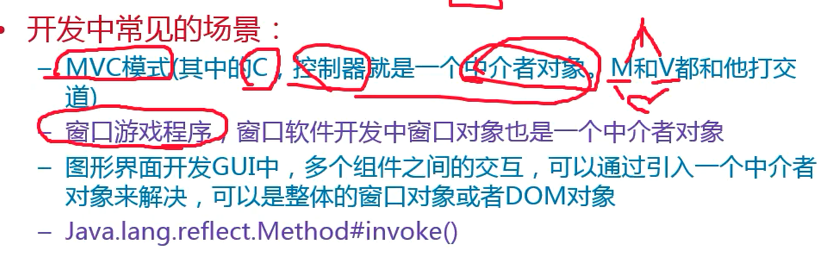 • 开发中常见的场景：
– MVC模式(其中的C，控制器就是一个中介者对象。M和V都和他打交
道)
– 窗口游戏程序，窗口软件开发中窗口对象也是一个中介者对象
– 图形界面开发GUI中，多个组件之间的交互，可以通过引入一个中介者
对象来解决，可以是整体的窗口对象或者DOM对象
– Java.lang.reflect.Method#invoke()